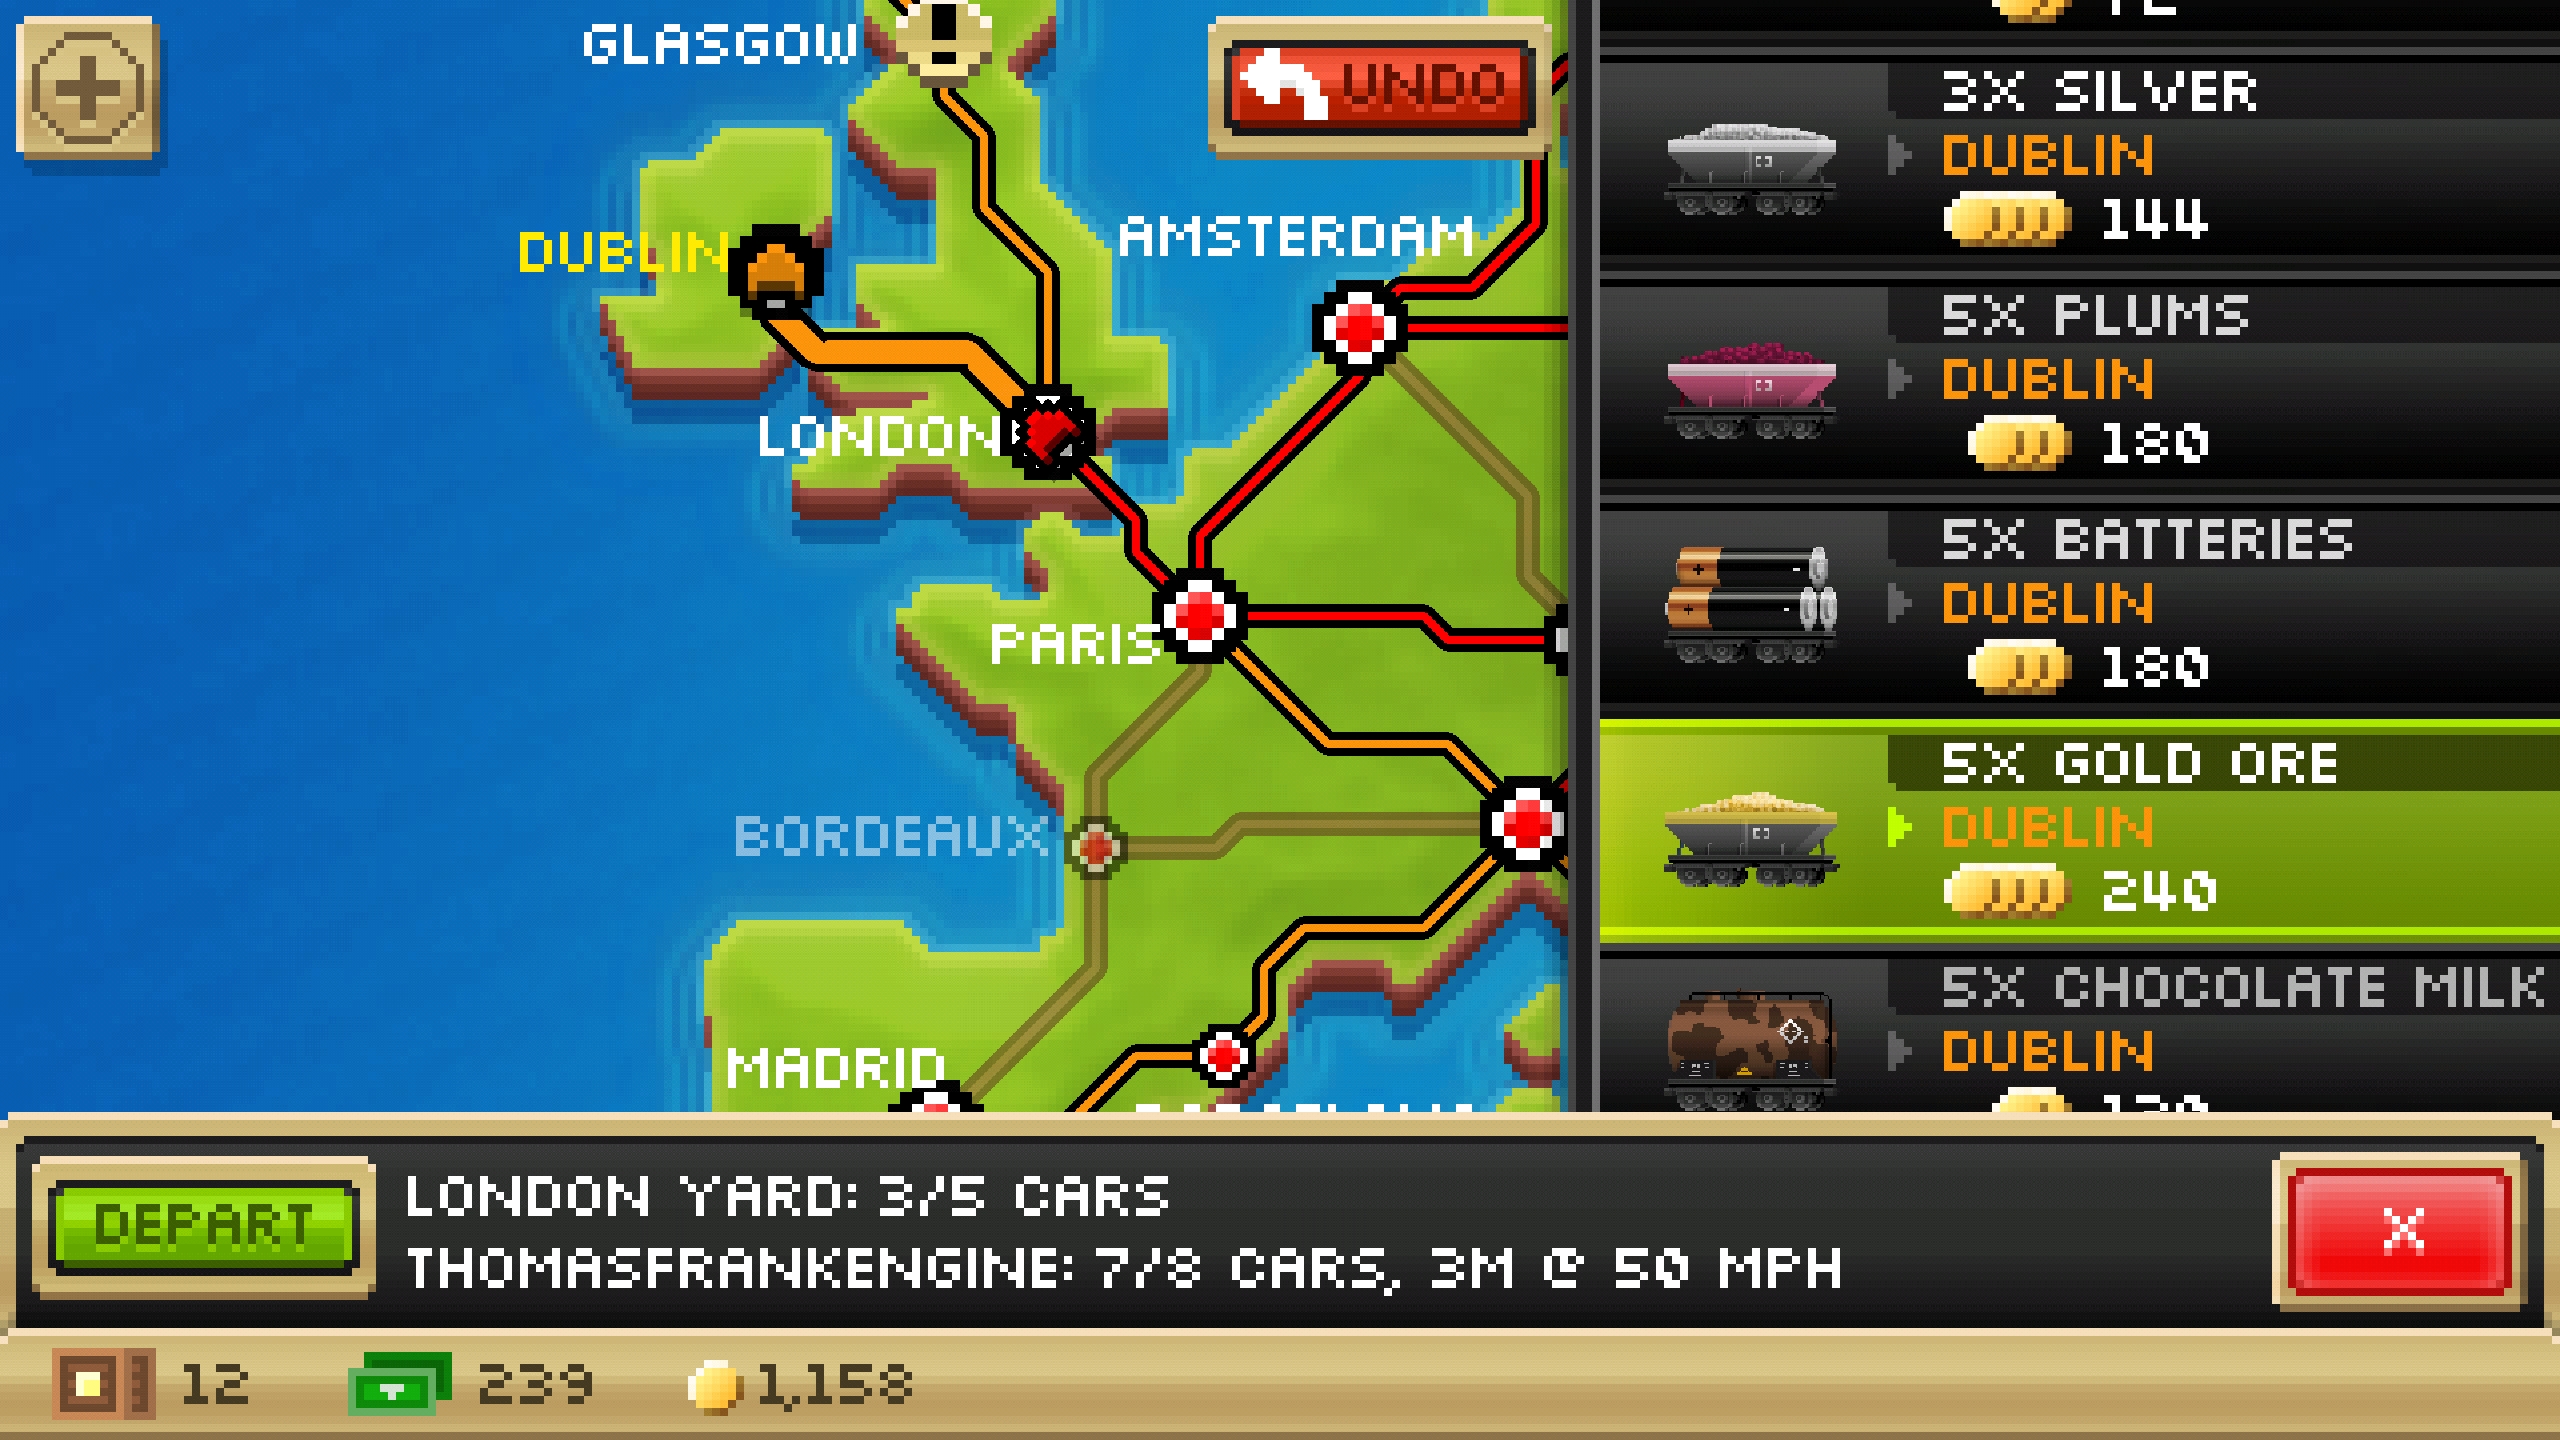 GLASGOW
UNDO
DUBLIN
AMSTERDAM
LONDON
PARIS
BORDEAUX
MADRID
3X SILVER
DUBLIN
144
5X PLUMS
DUBLIN
180
5X BATTERIES
DUBLIN
180
5X GOLD ORE
DUBLIN
240
5X CHOCOLATE MILK
DUBLIN
DEPART
LONDON YARD: 3/5 CARS
THOMASFRANKENGINE: 7/8 CARS, 3M @ 50 MPH
X
12
239
1,158